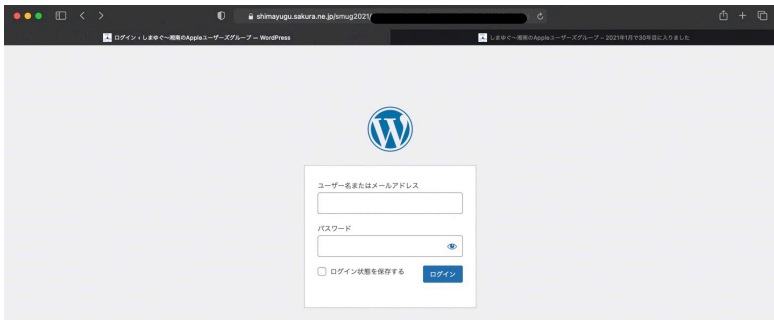 shimayugu.sakura.ne.jp/smug2021/
ログイン ‹ しまゆぐ〜湘南のAppleユーザーズグループ — WordPress
しまゆぐ〜湘南のAppleユーザーズグループ – 2021年1月で30年目に入りました
ユーザー名またはメールアドレス
パスワード
ログイン状態を保存する
ログイン